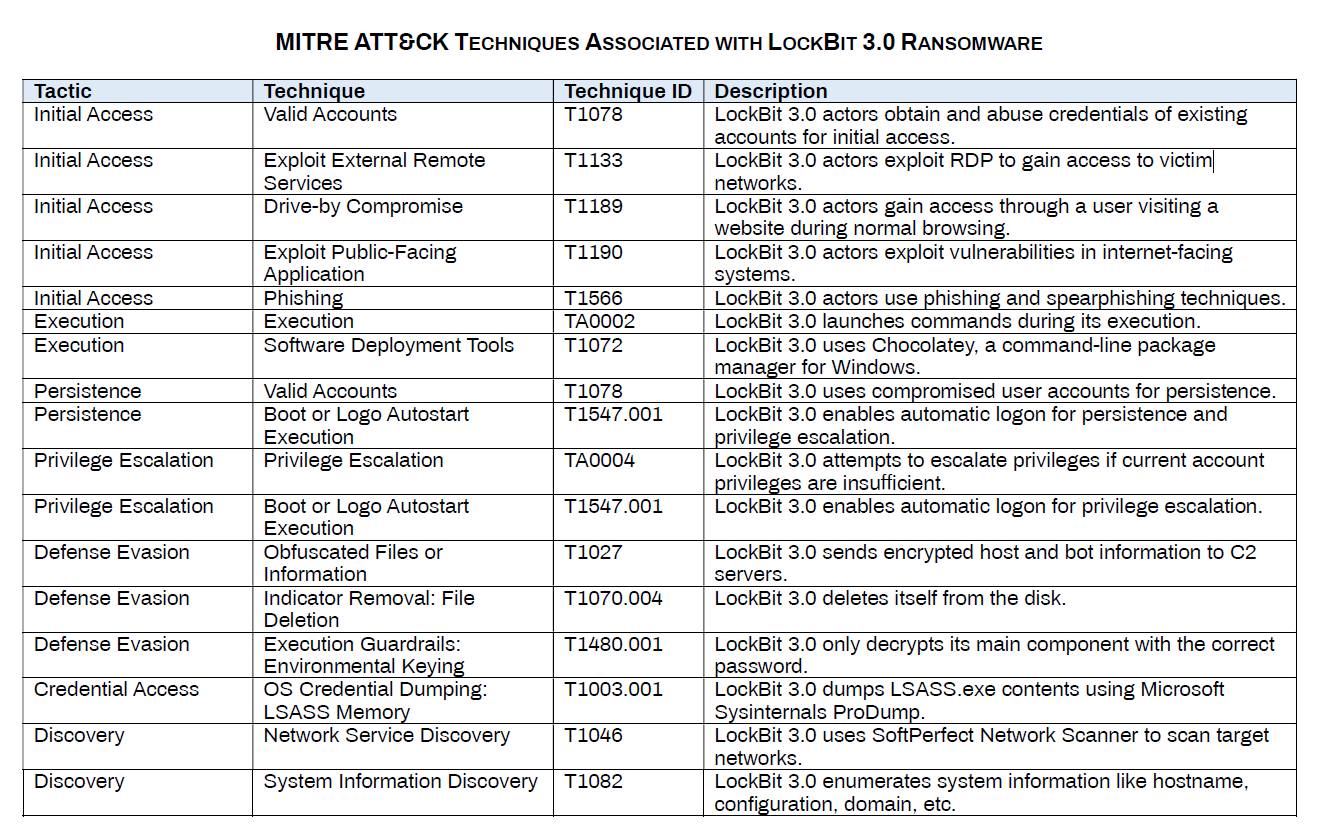 MITRE ATT&CK TECHNIQUES ASSOCIATED WITH LOCKBIT 3.0 RANSOMWARE
Tactic Technique Technique ID Description
Initial Access Valid Accounts T1078 LockBit 3.0 actors obtain and abuse credentials of existing
accounts for initial access.
Initial Access Exploit External Remote T1133 LockBit 3.0 actors exploit RDP to gain access to victim
Services networks.
Initial Access Drive-by Compromise T1189 LockBit 3.0 actors gain access through a user visiting a
website during normal browsing.
Initial Access Exploit Public-Facing T1190 LockBit 3.0 actors exploit vulnerabilities in internet-facing
Application systems.
Initial Access Phishing T1566 LockBit 3.0 actors use phishing and spearphishing techniques.
Execution Execution TA0002 LockBit 3.0 launches commands during its execution.
Execution Software Deployment Tools T1072 LockBit 3.0 uses Chocolatey, a command-line package
manager for Windows.
Persistence Valid Accounts T1078 LockBit 3.0 uses compromised user accounts for persistence.
Persistence Boot or Logo Autostart T1547.001 LockBit 3.0 enables automatic logon for persistence and
Execution privilege escalation.
Privilege Escalation Privilege Escalation TA0004 LockBit 3.0 attempts to escalate privileges if current account
privileges are insufficient.
Privilege Escalation Boot or Logo Autostart T1547.001 LockBit 3.0 enables automatic logon for privilege escalation.
Execution
Defense Evasion Obfuscated Files or T1027 LockBit 3.0 sends encrypted host and bot information to C2
Information servers.
Defense Evasion Indicator Removal: File T1070.004 LockBit 3.0 deletes itself from the disk.
Deletion
Defense Evasion Execution Guardrails: T1480.001 LockBit 3.0 only decrypts its main component with the correct
Environmental Keying password.
Credential Access OS Credential Dumping: T1003.001 LockBit 3.0 dumps LSASS.exe contents using Microsoft
LSASS Memory Sysinternals ProDump.
Discovery Network Service Discovery T1046 LockBit 3.0 uses SoftPerfect Network Scanner to scan target
networks.
Discovery System Information Discovery T1082 LockBit 3.0 enumerates system information like hostname,
configuration, domain, etc.